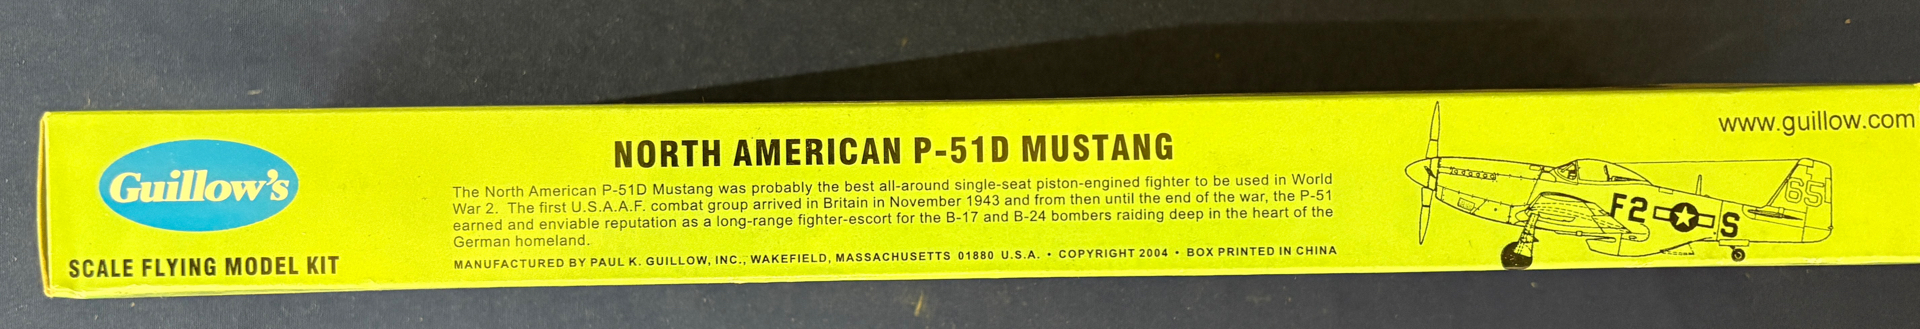 Guillow's
SCALE FLYING MODEL KIT
NORTH AMERICAN P-51D MUSTANG
The North American P-51D Mustang was probably the best all-around single-seat piston-engined fighter to be used in World
War 2. The first U.S.A.A.F. combat group arrived in Britain in November 1943 and from then until the end of the war, the P-51
earned and enviable reputation as a long-range fighter-escort for the B-17 and B-24 bombers raiding deep in the heart of the
German homeland.
MANUFACTURED BY PAUL K. GUILLOW, INC., WAKEFIELD, MASSACHUSETTS 01880 U.S.A. • COPYRIGHT 2004 • BOX PRINTED IN CHINA
www.guillow.com
65
F2 S